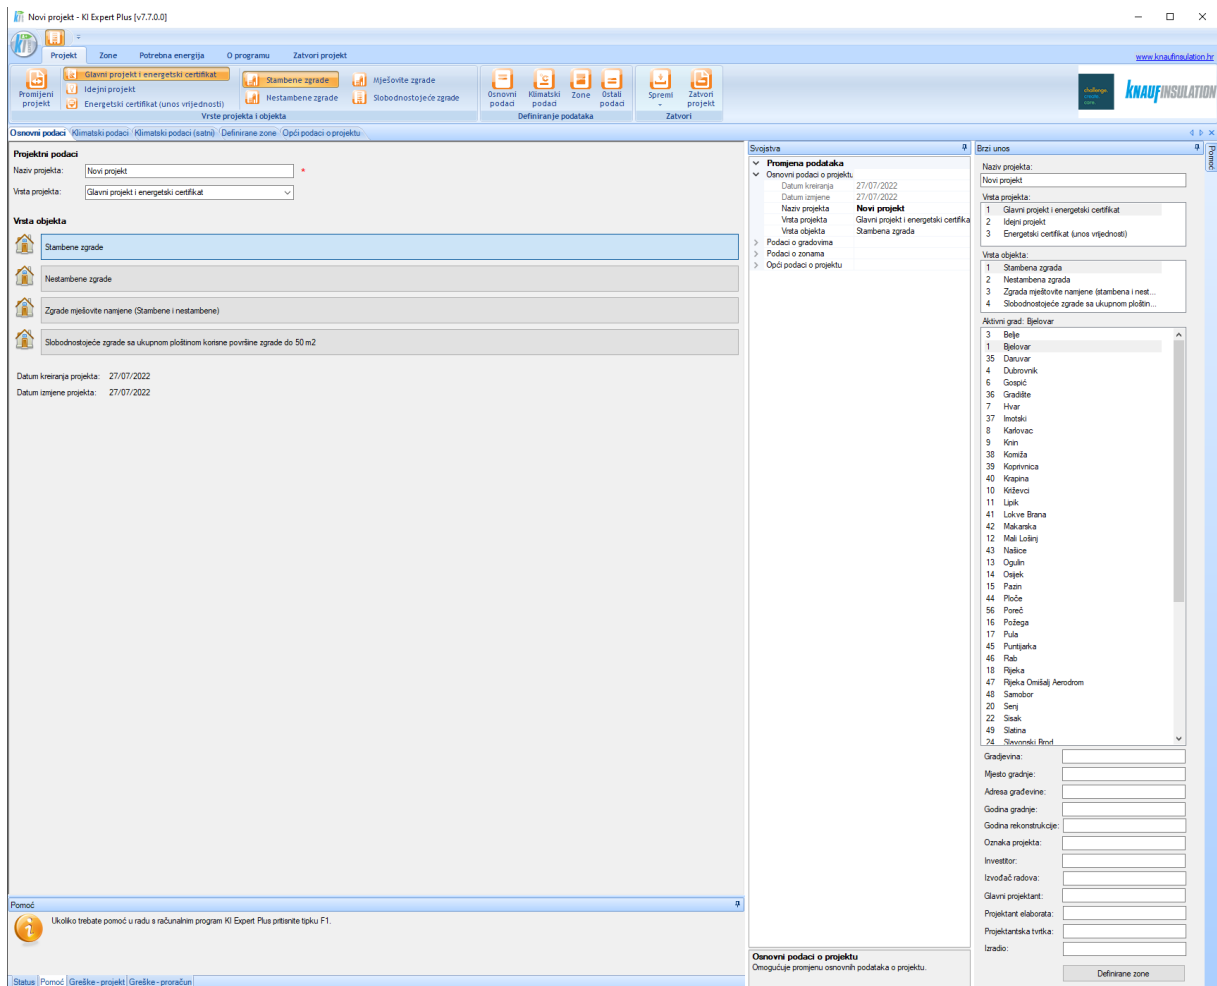 Novi projekt - KI Expert Plus [v7.7.0.0]
Projekt Zone Potrebna energija O programu Zatvori projekt
www.knaufinsulation.hr
Promijeni projekt
Glavni projekt i energetski certifikat
Idejni projekt
Energetski certifikat (unos vrijednosti)
Stambene zgrade
Nestambene zgrade
Mješovite zgrade
Slobodnostojeće zgrade
Vrste projekta i objekta
Osnovni podaci
Klimatski podaci
Zone
Ostali podaci
Definiranje podataka
Spremi
Zatvori projekt
Zatvori
challenge.
create.
care.
KNAUFINSULATION
Osnovni podaci Klimatski podaci Klimatski podaci (satni) Definirane zone Opći podaci o projektu
Projektni podaci
Naziv projekta: Novi projekt *
Vrsta projekta: Glavni projekt i energetski certifikat
Vrsta objekta
Stambene zgrade
Nestambene zgrade
Zgrade mješovite namjene (Stambene i nestambene)
Slobodnostojeće zgrade sa ukupnom ploštinom korisne površine zgrade do 50 m2
Datum kreiranja projekta: 27/07/2022
Datum izmjene projekta: 27/07/2022
Pomoć
Ukoliko trebate pomoć u radu s računalnim program KI Expert Plus pritisnite tipku F1.
Status Pomoć Greške - projekt Greške - proračun
Svojstva
Promjena podataka
Osnovni podaci o projektu
Datum kreiranja 27/07/2022
Datum izmjene 27/07/2022
Naziv projekta Novi projekt
Vrsta projekta Glavni projekt i energetski certifika
Vrsta objekta Stambena zgrada
Podaci o gradovima
Podaci o zonama
Opći podaci o projektu
Osnovni podaci o projektu
Omogućuje promjenu osnovnih podataka o projektu.
Brzi unos
Naziv projekta:
Novi projekt
Vrsta projekta:
1 Glavni projekt i energetski certifikat
2 Idejni projekt
3 Energetski certifikat (unos vrijednosti)
Vrsta objekta:
1 Stambena zgrada
2 Nestambena zgrada
3 Zgrada mještovite namjene (stambena i nest...
4 Slobodnostojeće zgrade sa ukupnom ploštin...
Aktivni grad: Bjelovar
3 Belje
1 Bjelovar
35 Daruvar
4 Dubrovnik
6 Gospić
36 Gradište
7 Hvar
37 Imotski
8 Karlovac
9 Knin
38 Komiža
39 Koprivnica
40 Krapina
10 Križevci
11 Lipik
41 Lokve Brana
42 Makarska
12 Mali Lošinj
43 Našice
13 Ogulin
14 Osijek
15 Pazin
44 Ploče
56 Poreč
16 Požega
17 Pula
45 Puntijarka
46 Rab
18 Rijeka
47 Rijeka Omišalj Aerodrom
48 Samobor
20 Senj
22 Sisak
49 Slatina
24 Slavonski Brod
Gradjevina:
Mjesto gradnje:
Adresa građevine:
Godina gradnje:
Godina rekonstrukcije:
Oznaka projekta:
Investitor:
Izvođač radova:
Glavni projektant:
Projektant elaborata:
Projektantska tvrtka:
Izradio:
Definirane zone
Pomoć